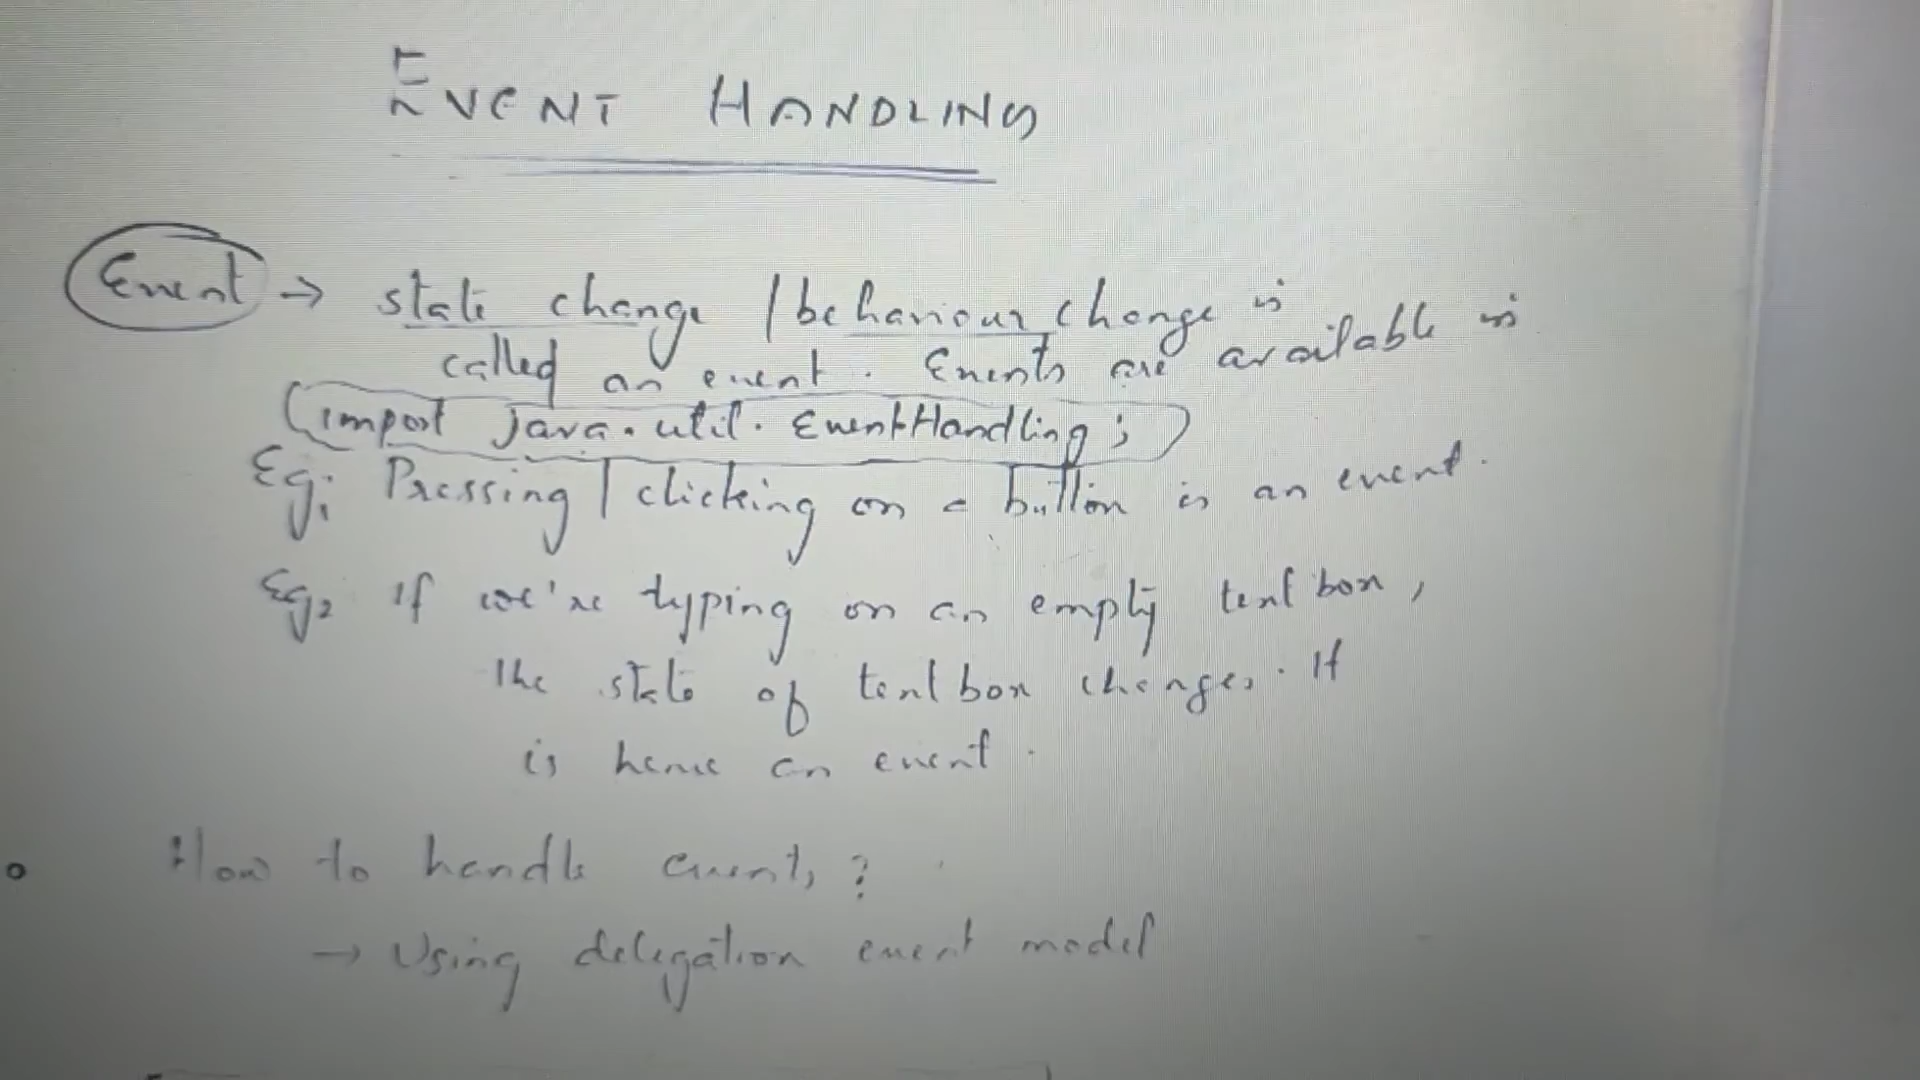 EVENT HANDLING
Event → state change / behaviour change is
called an event. Events are available in
import java.util.EventHandling;
Eg1 Pressing / clicking on a button is an event.
Eg2 if we're typing on an empty text box,
the state of text box changes. It
is hence an event.
How to handle events?
→ Using delegation event model